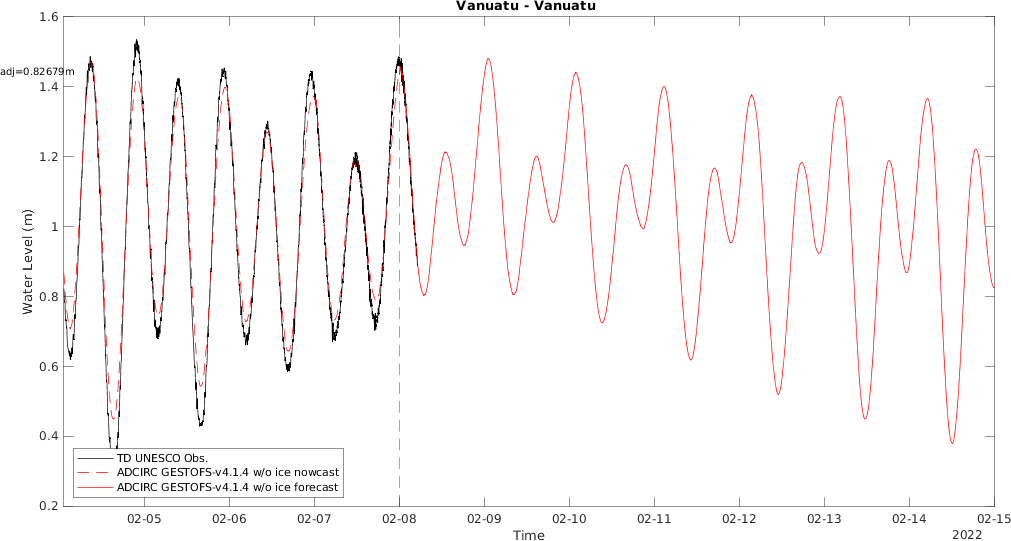 Vanuatu - Vanuatu
1.6
adj=0.82679m
1.4
1.2
1
0.8
0.6
0.4
0.2
Water Level (m)
TD UNESCO Obs.
ADCIRC GESTOFS-v4.1.4 w/o ice nowcast
ADCIRC GESTOFS-v4.1.4 w/o ice forecast
02-05 02-06 02-07 02-08 02-09 02-10 02-11 02-12 02-13 02-14 02-15
Time
2022